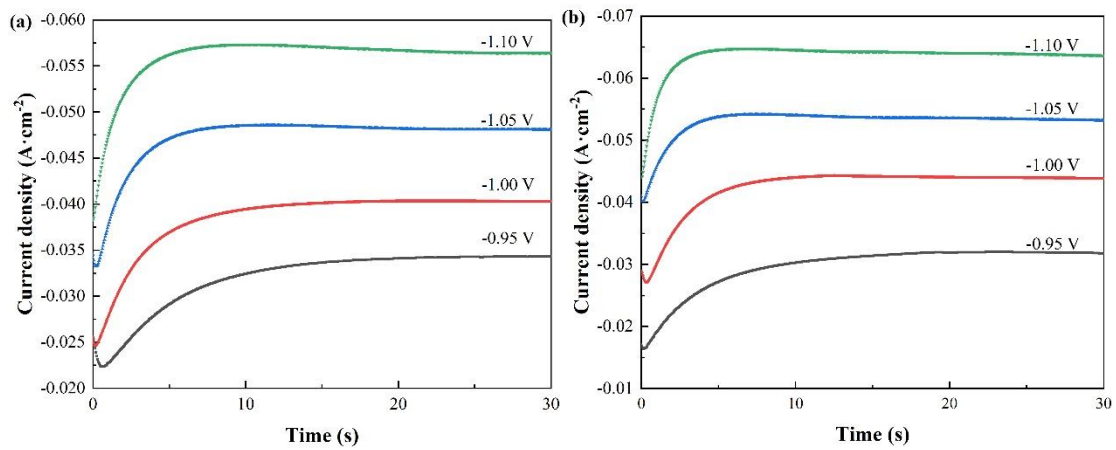 (a)
Current density (A·cm⁻²)
-0.060
-0.055
-0.050
-0.045
-0.040
-0.035
-0.030
-0.025
-0.020
-1.10 V
-1.05 V
-1.00 V
-0.95 V
0
10
20
30
Time (s)
(b)
Current density (A·cm⁻²)
-0.07
-0.06
-0.05
-0.04
-0.03
-0.02
-0.01
-1.10 V
-1.05 V
-1.00 V
-0.95 V
0
10
20
30
Time (s)